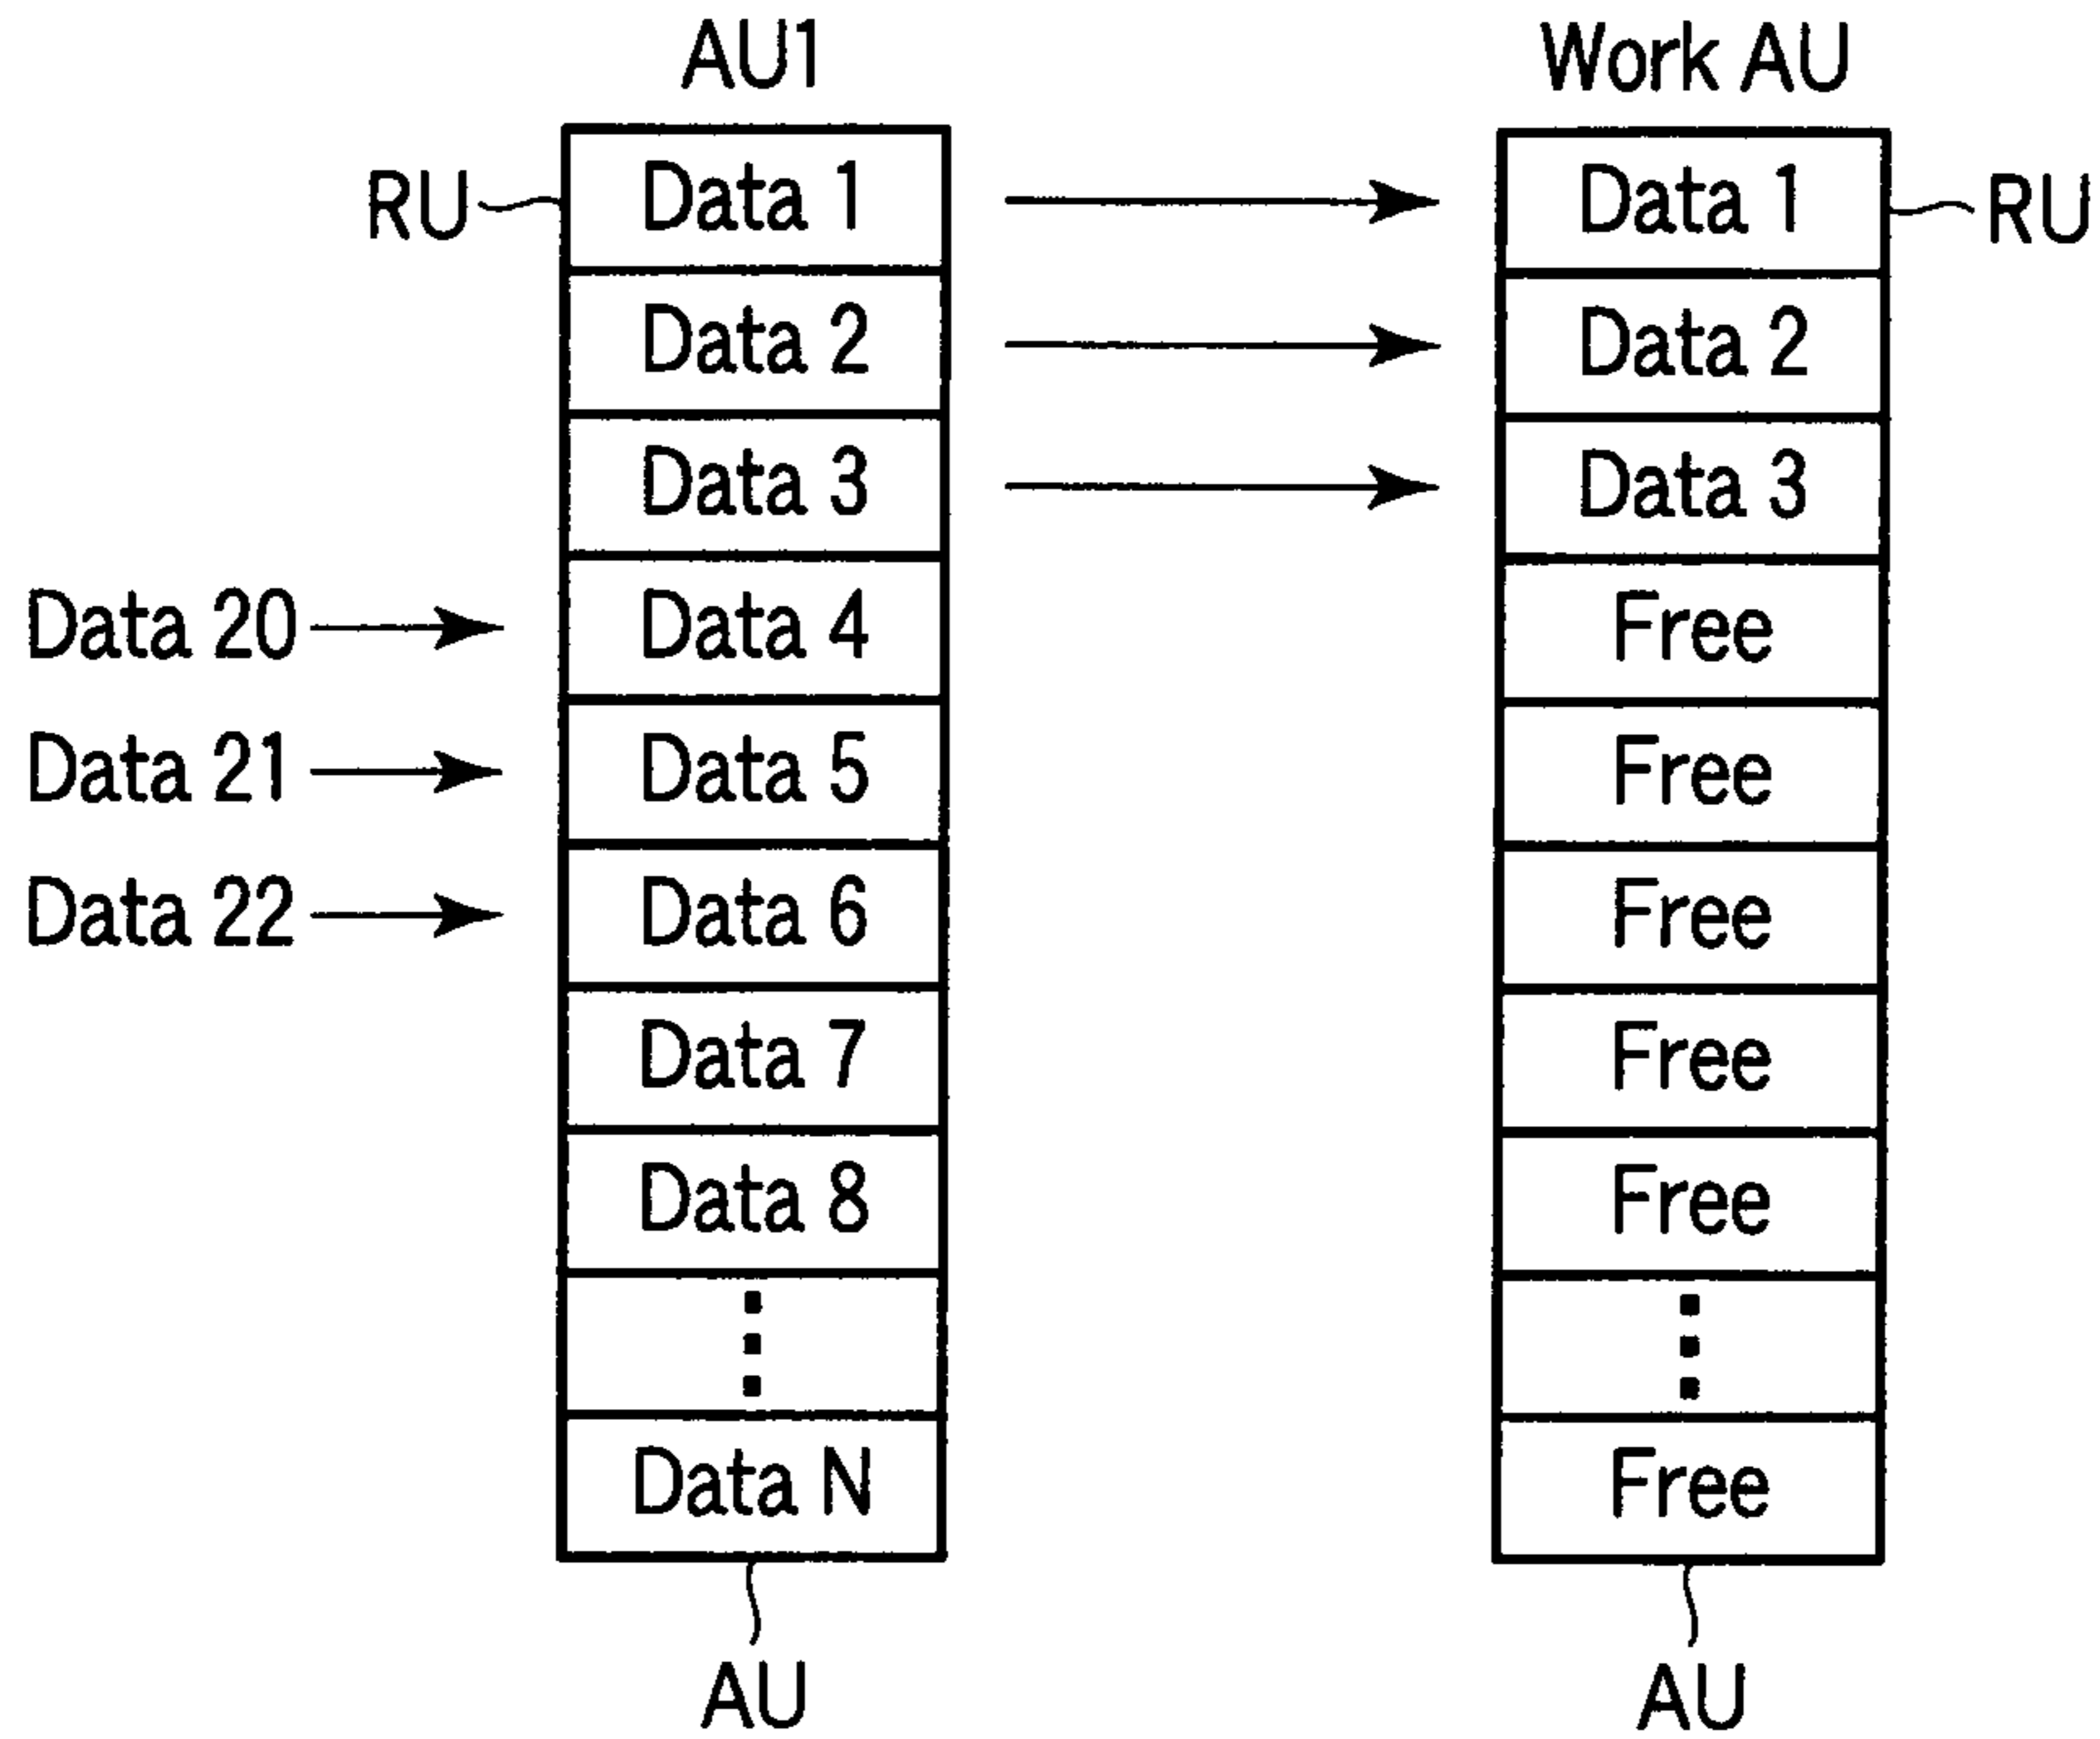 AU1 Work AU
RU Data 1 Data 1 RU
Data 2 Data 2
Data 3 Data 3
Data 20 Data 4 Free
Data 21 Data 5 Free
Data 22 Data 6 Free
Data 7 Free
Data 8 Free
Data N Free
AU AU